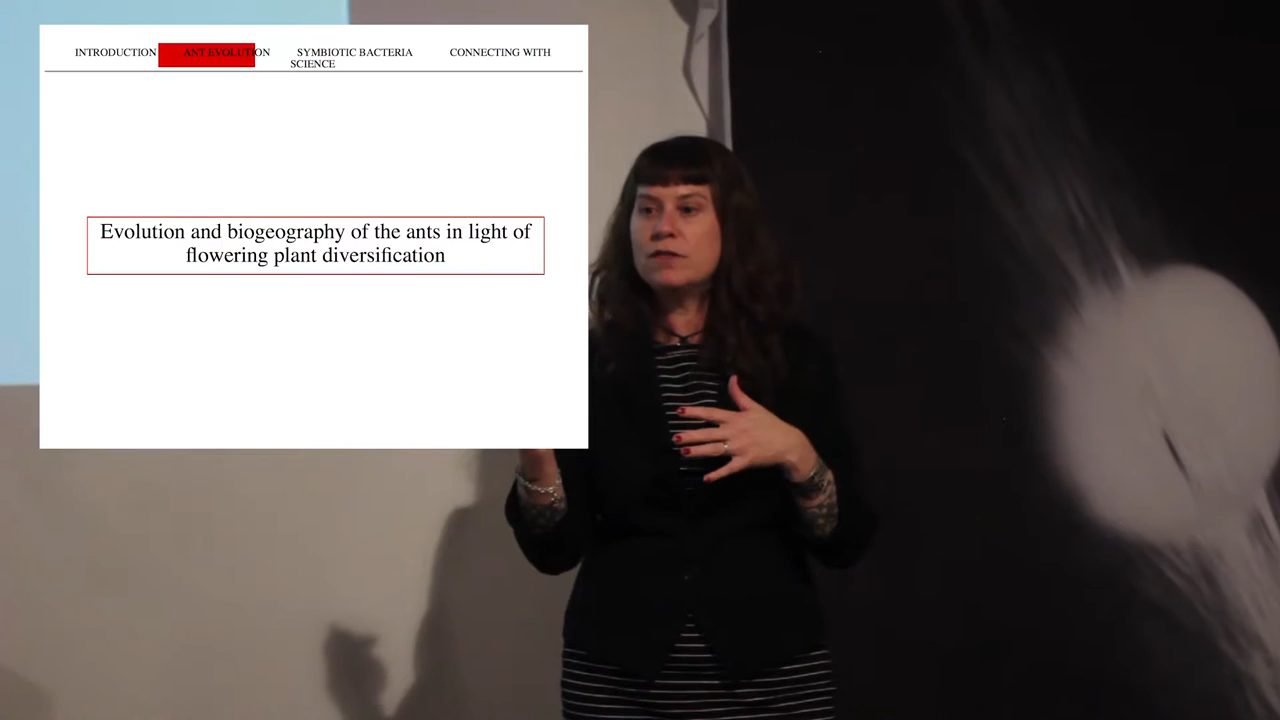 INTRODUCTION ANT EVOLUTION SYMBIOTIC BACTERIA CONNECTING WITH
SCIENCE
Evolution and biogeography of the ants in light of
flowering plant diversification